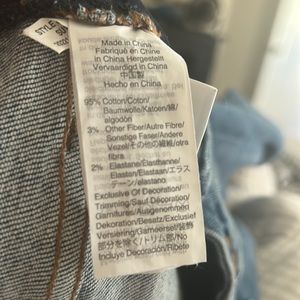 STYLE
Made in China
Fabriqué en Chine
in China Hergestellt
Vervaardigd in China
中国製
Hecho en China
95% Cotton/Coton/
Baumwolle/Katoen/綿/
algodón
3% Other Fiber/Autre Fibre/
Sonstige Faser/Andere
Vezel/その他の繊維/otra
fibra
2% Elastane/Elasthanne/
Elastan/Elastaan/エラス
テーン/elastano
Exclusive Of Decoration/
Trimming/Sauf Décoration/
Garnitures/Ausgenommen
Dekoration/Besatz/Exclusief
Versiering/Garneersel/装飾
部分を除く/トリム部/No
Incluye Decoración/Ribete